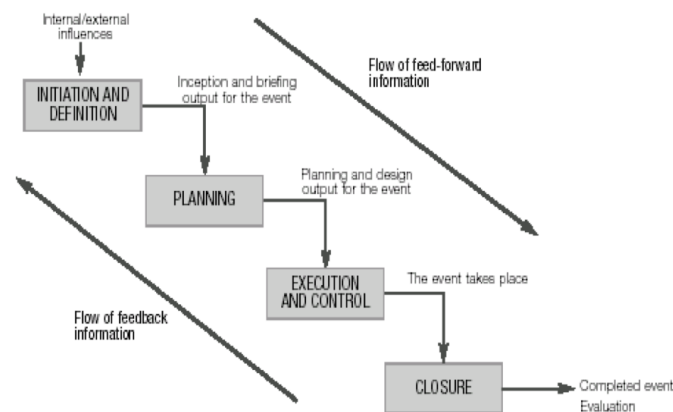 Internal/external
influences
Flow of feed-forward
information
INITIATION AND
DEFINITION
Inception and briefing
output for the event
PLANNING
Planning and design
output for the event
EXECUTION
AND CONTROL
The event takes place
Flow of feedback
information
CLOSURE
Completed event
Evaluation